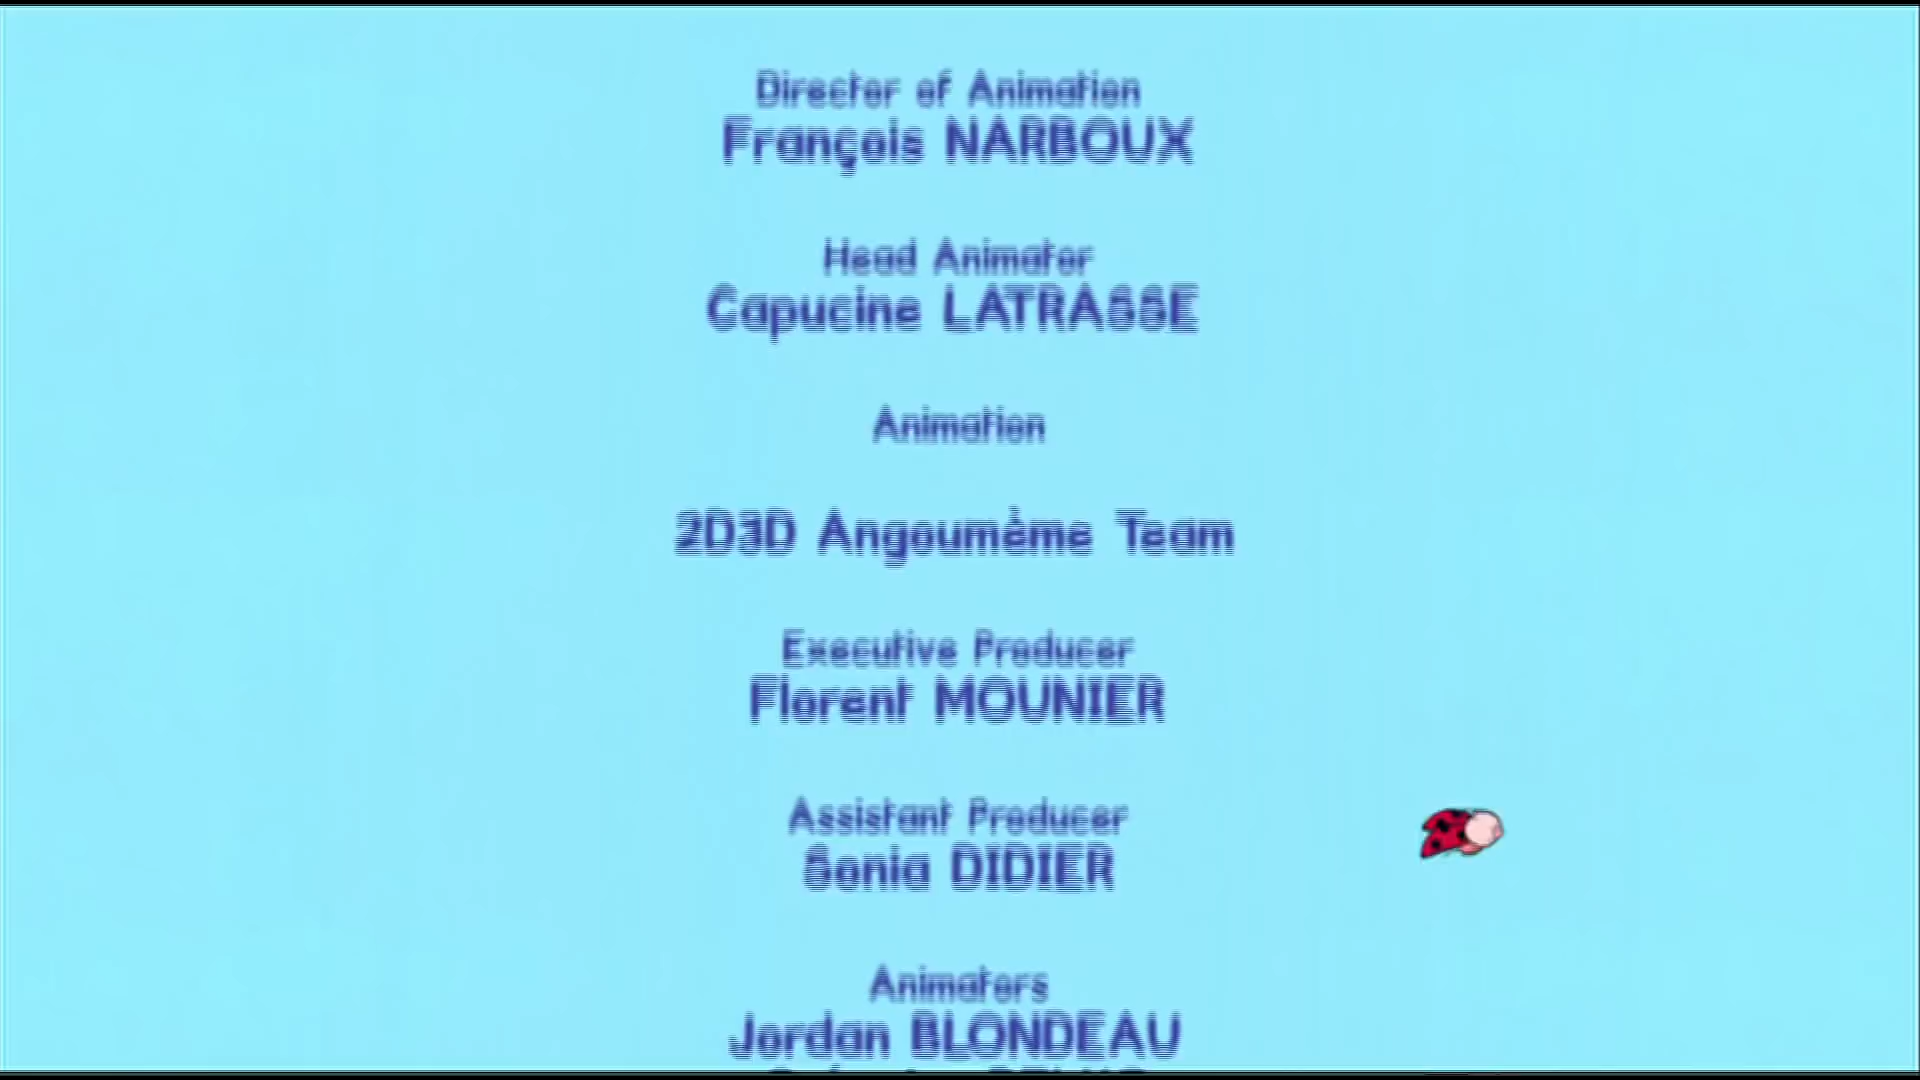 Director of Animation
François NARBOUX
Head Animator
Capucine LATRASSE
Animation
2D3D Angoumème Team
Executive Producer
Florent MOUNIER
Assistant Producer
Sonia DIDIER
Animators
Jordan BLONDEAU